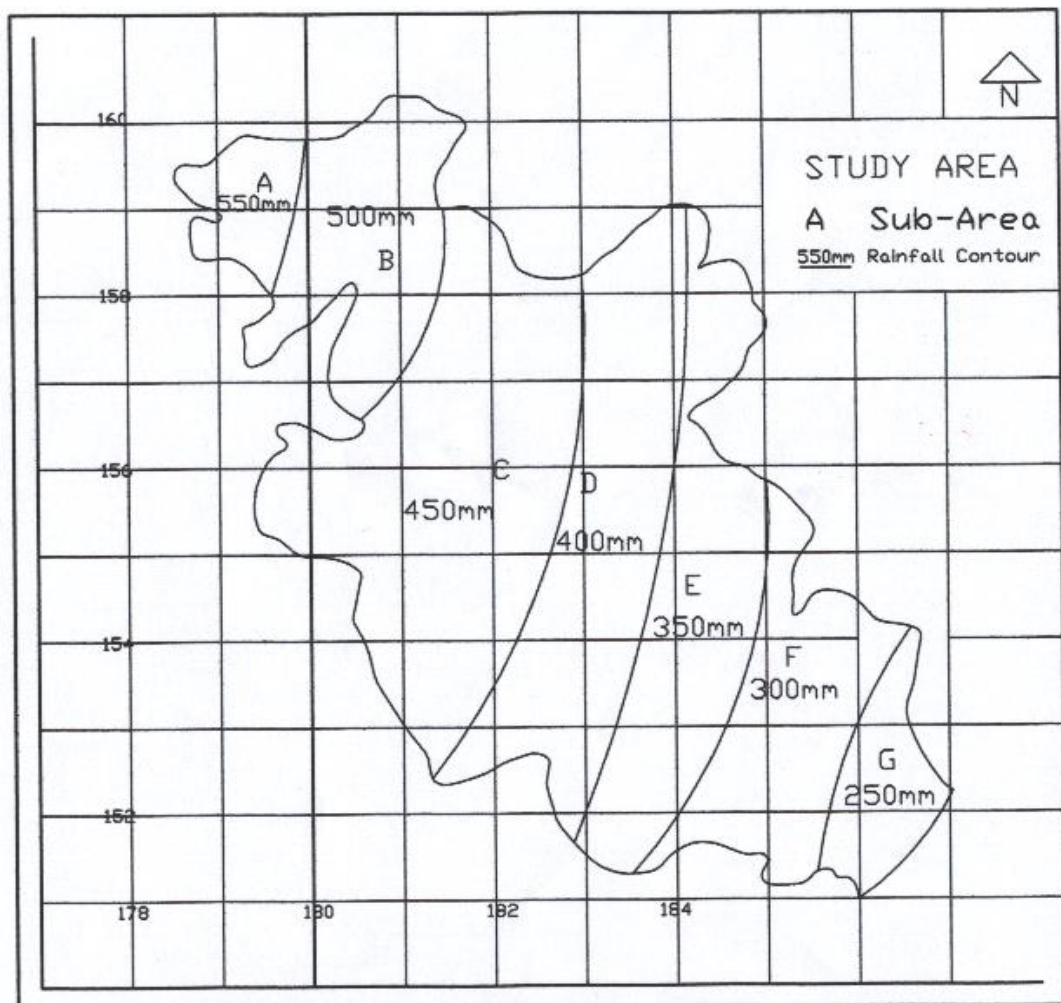 N
160
STUDY AREA
A
550mm
A Sub-Area
500mm
550mm Rainfall Contour
B
158
156
C
D
450mm
400mm
E
350mm
154
F
300mm
G
250mm
152
178
180
182
184